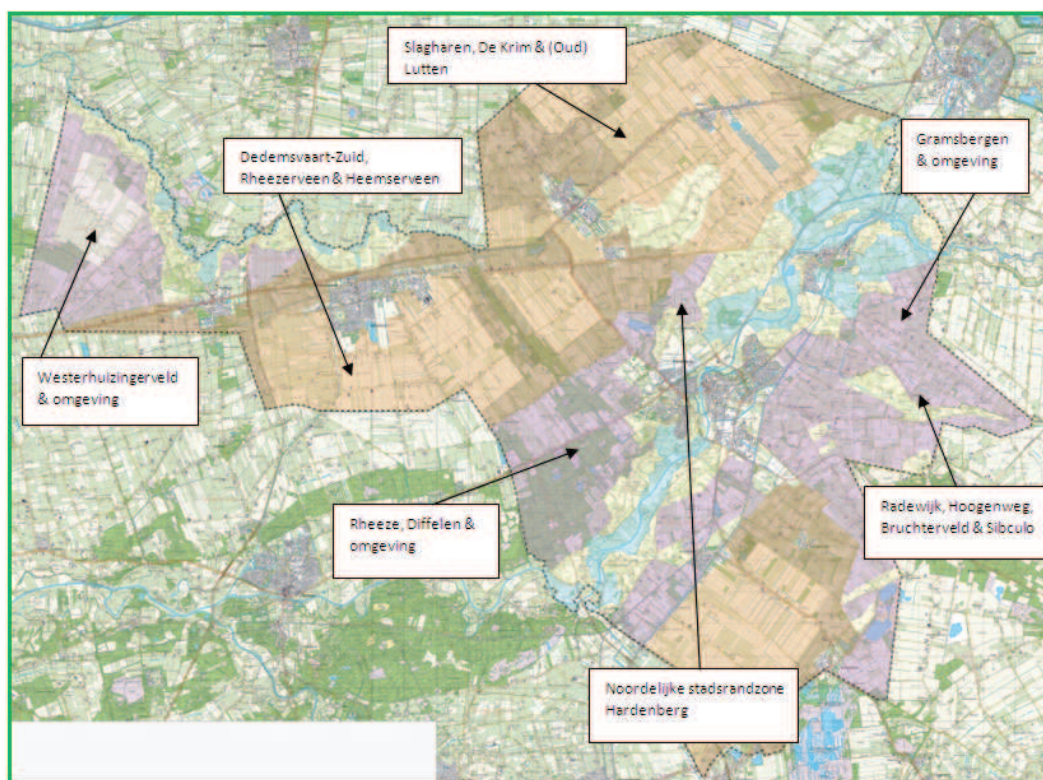 Slagharen, De Krim & (Oud)
Lutten
Gramsbergen
& omgeving
Dedemsvaart-Zuid,
Rheezerveen & Heemserveen
Westerhuizingerveld
& omgeving
Rheeze, Diffelen &
omgeving
Radewijk, Hoogenweg,
Bruchterveld & Sibculo
Noordelijke stadsrandzone
Hardenberg